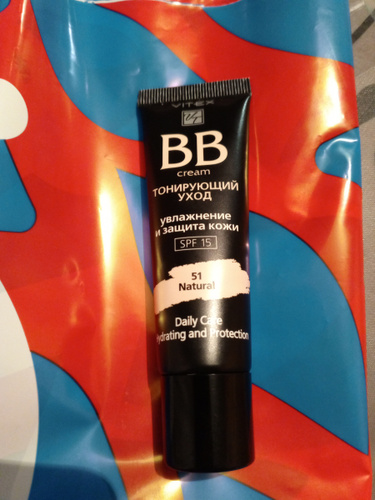 VITEX
BB
cream
ТОНИРУЮЩИЙ
УХОД
увлажнение
и защита кожи
SPF 15
51
Natural
Daily Care
Hydrating and Protection